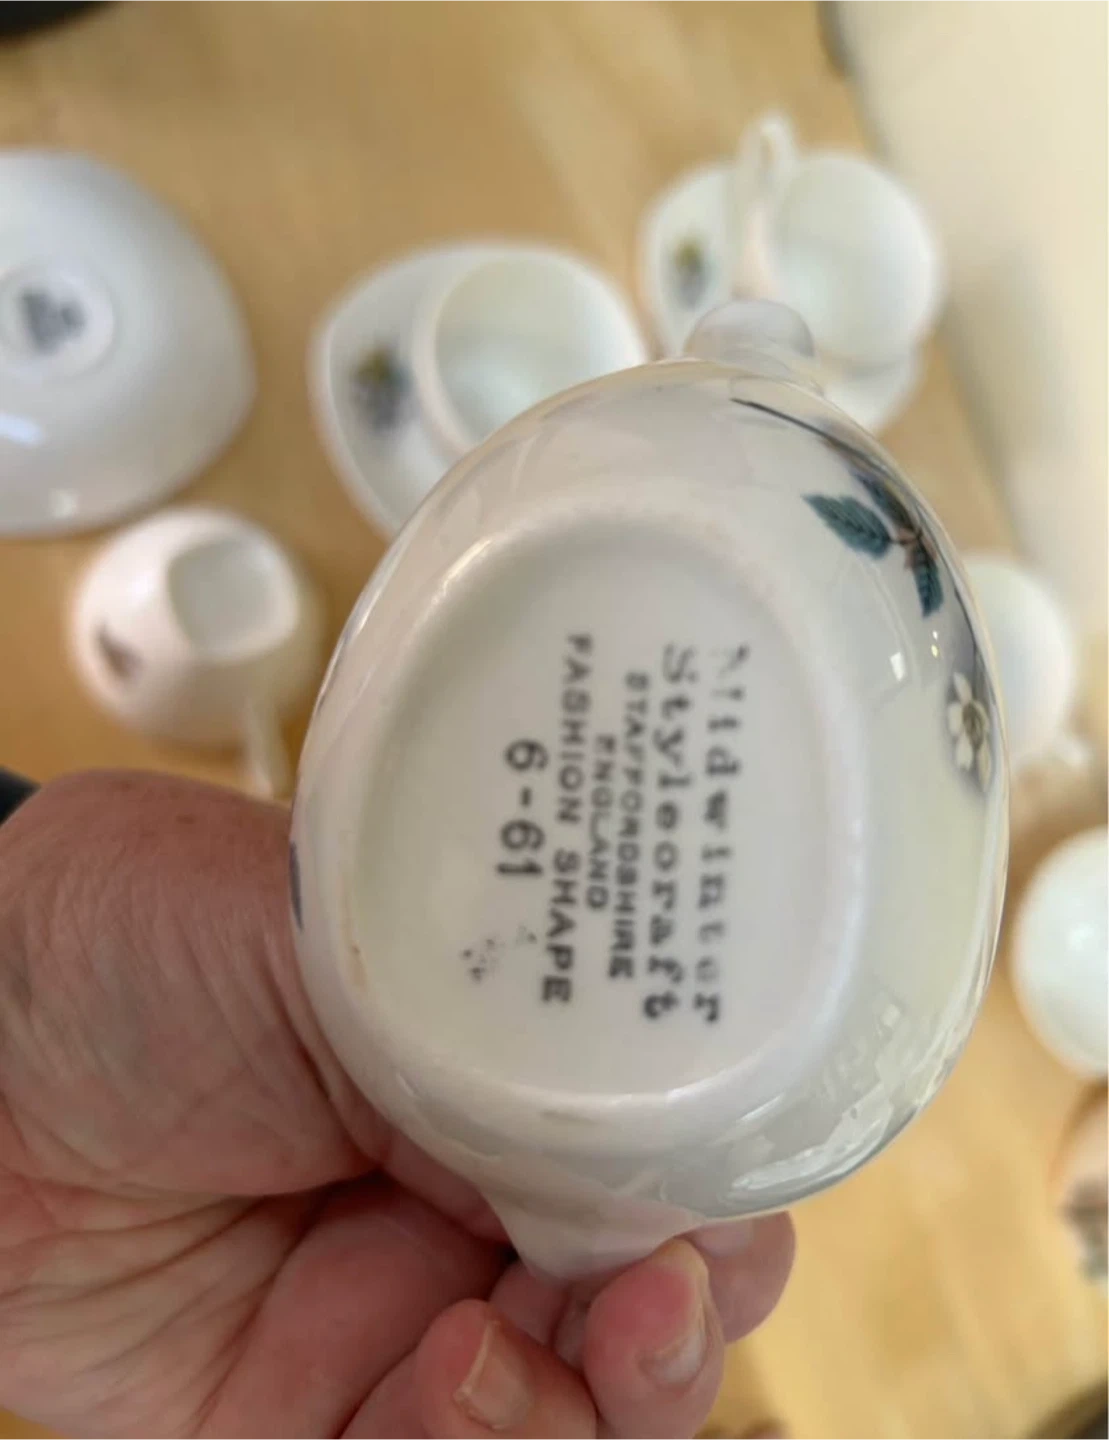 Midwinter
Stylecraft
STAFFORDSHIRE
ENGLAND
FASHION SHAPE
6-61